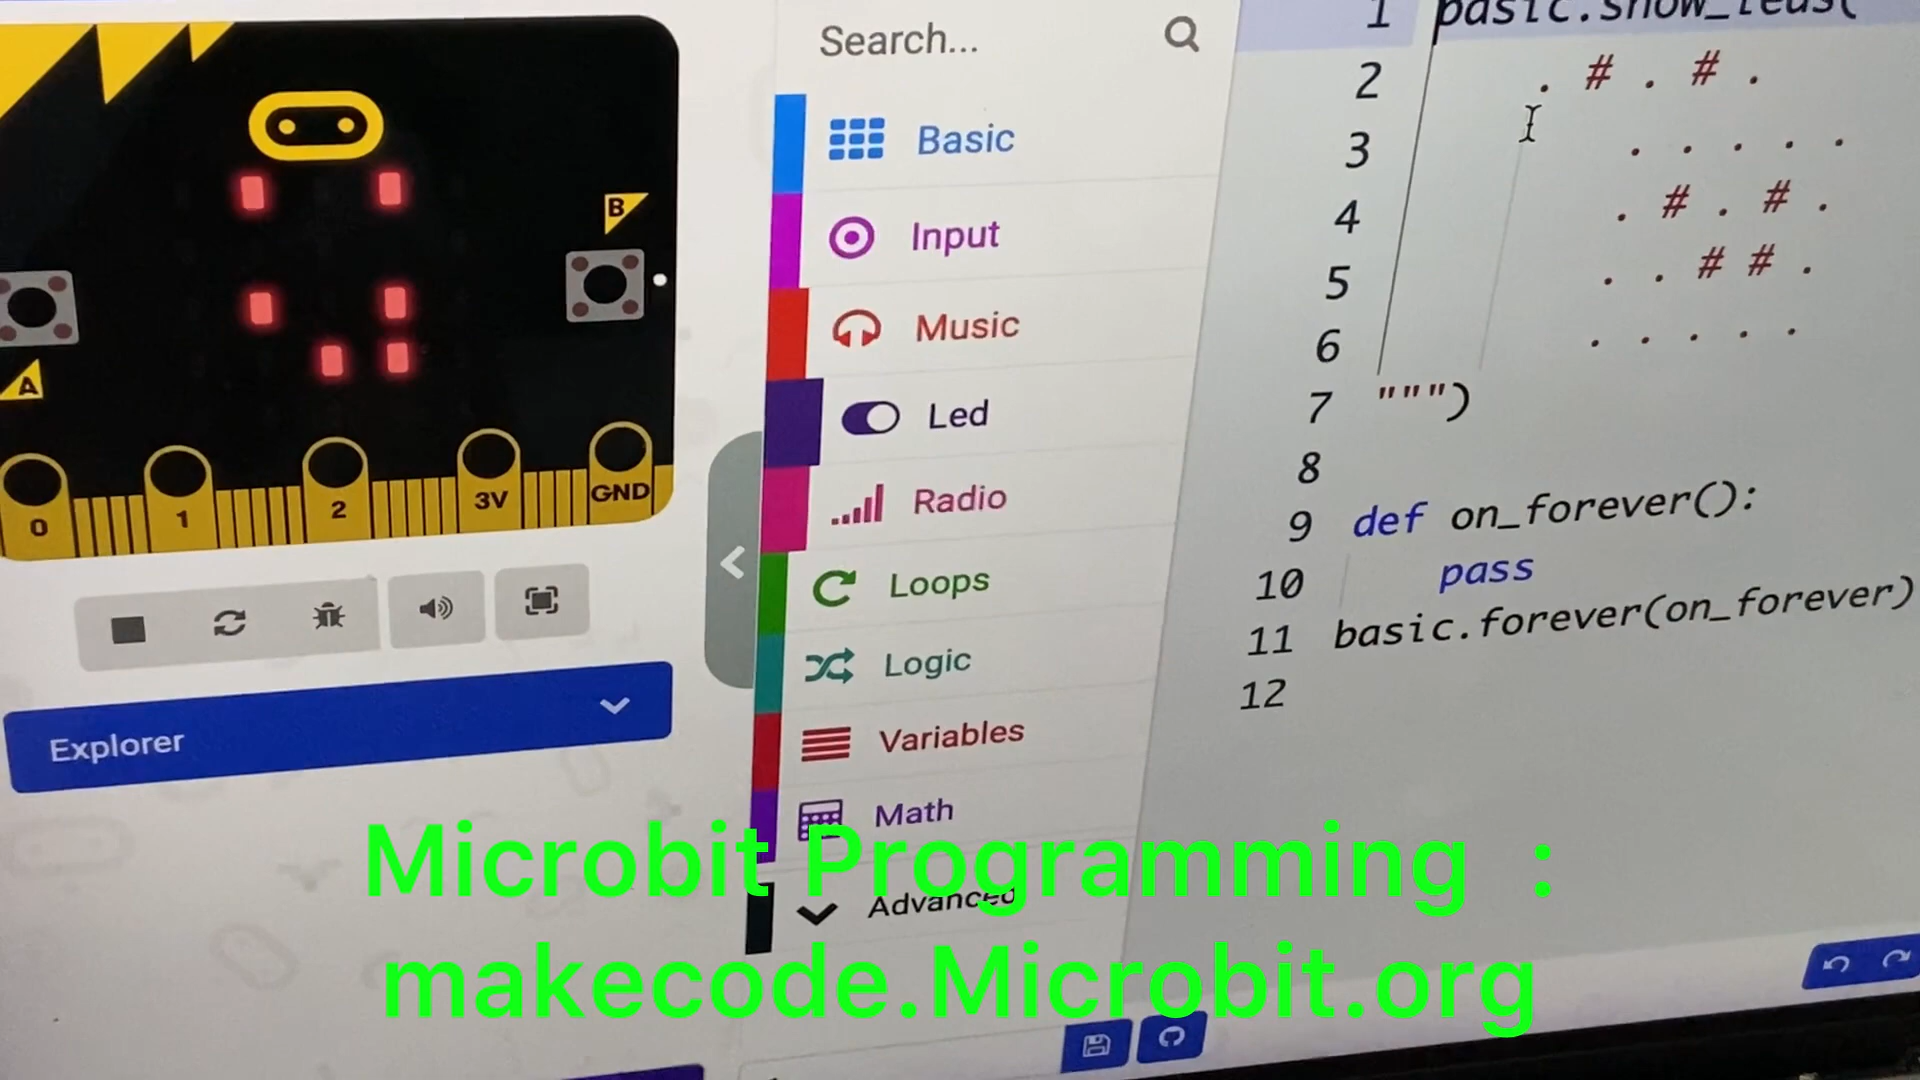 Search...
Basic
Input
Music
Led
Radio
Loops
Logic
Variables
Math
Advanced
B
A
0 1 2 3V GND
Explorer
1 basic.show_leds(
2 . # . # .
3 . . . . .
4 . # . # .
5 . . # # .
6 . . . . .
7 """)
8
9 def on_forever():
10 pass
11 basic.forever(on_forever)
12
Microbit Programming :
makecode.Microbit.org